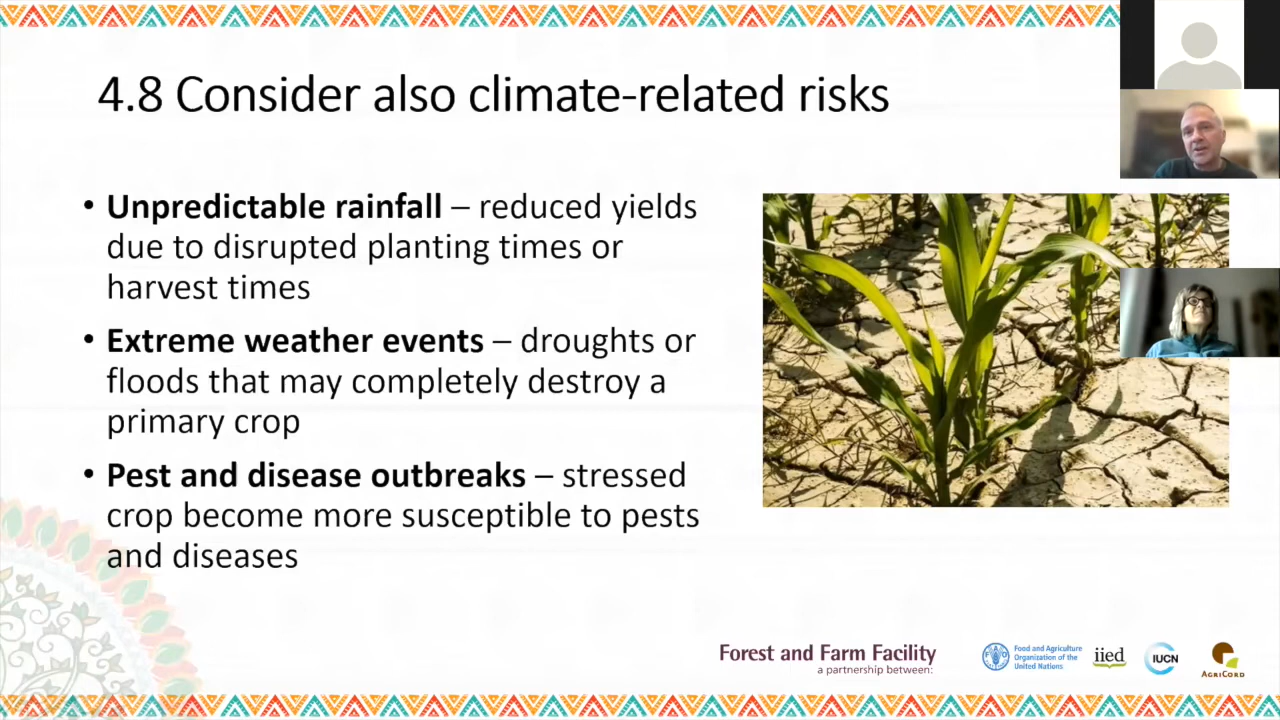 4.8 Consider also climate-related risks
• Unpredictable rainfall – reduced yields
due to disrupted planting times or
harvest times
• Extreme weather events – droughts or
floods that may completely destroy a
primary crop
• Pest and disease outbreaks – stressed
crop become more susceptible to pests
and diseases
Forest and Farm Facility
a partnership between:
Food and Agriculture
Organization of the
United Nations
iied
IUCN
AGRICORD